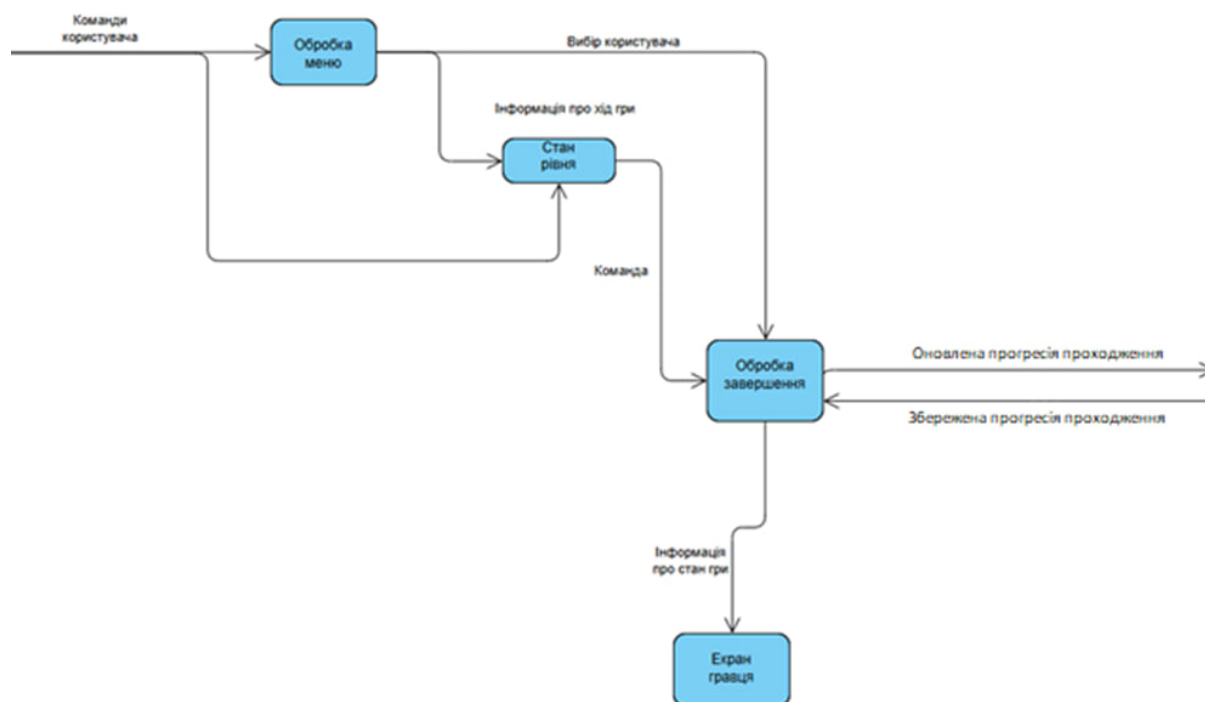 Команди
користувача
Обробка
меню
Вибір користувача
Інформація про хід гри
Стан
рівня
Команда
Обробка
завершення
Оновлена прогресія проходження
Збережена прогресія проходження
Інформація
про стан гри
Екран
гравця